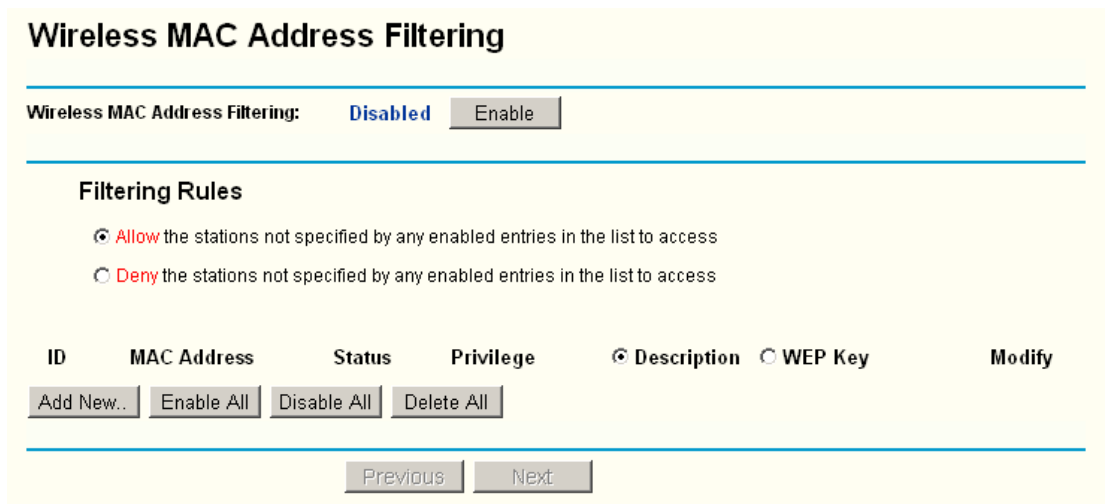 Wireless MAC Address Filtering
Wireless MAC Address Filtering: Disabled Enable
Filtering Rules
Allow the stations not specified by any enabled entries in the list to access
Deny the stations not specified by any enabled entries in the list to access
ID MAC Address Status Privilege Description WEP Key Modify
Add New.. Enable All Disable All Delete All
Previous Next